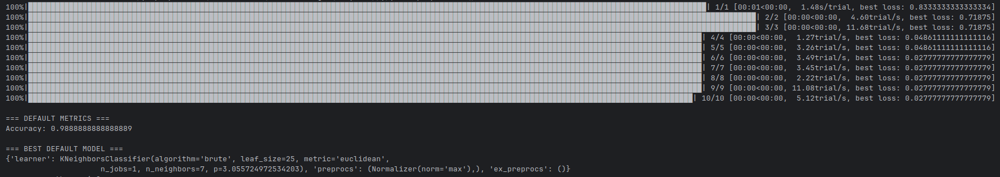 100%| | 1/1 [00:01<00:00,  1.48s/trial, best loss: 0.8333333333333334]
100%| | 2/2 [00:00<00:00,  4.60trial/s, best loss: 0.71875]
100%| | 3/3 [00:00<00:00, 11.68trial/s, best loss: 0.71875]
100%| | 4/4 [00:00<00:00,  1.27trial/s, best loss: 0.04861111111111116]
100%| | 5/5 [00:00<00:00,  3.26trial/s, best loss: 0.04861111111111116]
100%| | 6/6 [00:00<00:00,  3.49trial/s, best loss: 0.02777777777777779]
100%| | 7/7 [00:00<00:00,  3.45trial/s, best loss: 0.02777777777777779]
100%| | 8/8 [00:00<00:00,  2.22trial/s, best loss: 0.02777777777777779]
100%| | 9/9 [00:00<00:00, 11.08trial/s, best loss: 0.02777777777777779]
100%| | 10/10 [00:00<00:00,  5.12trial/s, best loss: 0.02777777777777779]
=== DEFAULT METRICS ===
Accuracy: 0.9888888888888889
=== BEST DEFAULT MODEL ===
{'learner': KNeighborsClassifier(algorithm='brute', leaf_size=25, metric='euclidean',
n_jobs=1, n_neighbors=7, p=3.055724972534203), 'preprocs': (Normalizer(norm='max'),), 'ex_preprocs': ()}